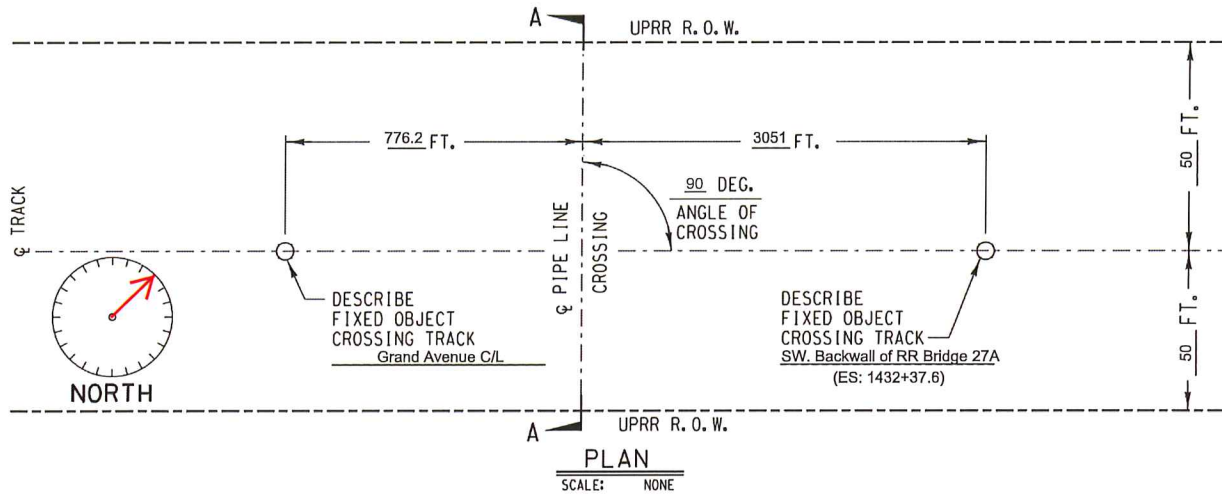 A
UPRR R.O.W.
776.2 FT.
3051 FT.
50 FT.
90 DEG.
ANGLE OF
CROSSING
℄ TRACK
℄ PIPE LINE
CROSSING
DESCRIBE
FIXED OBJECT
CROSSING TRACK
Grand Avenue C/L
DESCRIBE
FIXED OBJECT
CROSSING TRACK
SW. Backwall of RR Bridge 27A
(ES: 1432+37.6)
50 FT.
NORTH
A
UPRR R.O.W.
PLAN
SCALE: NONE